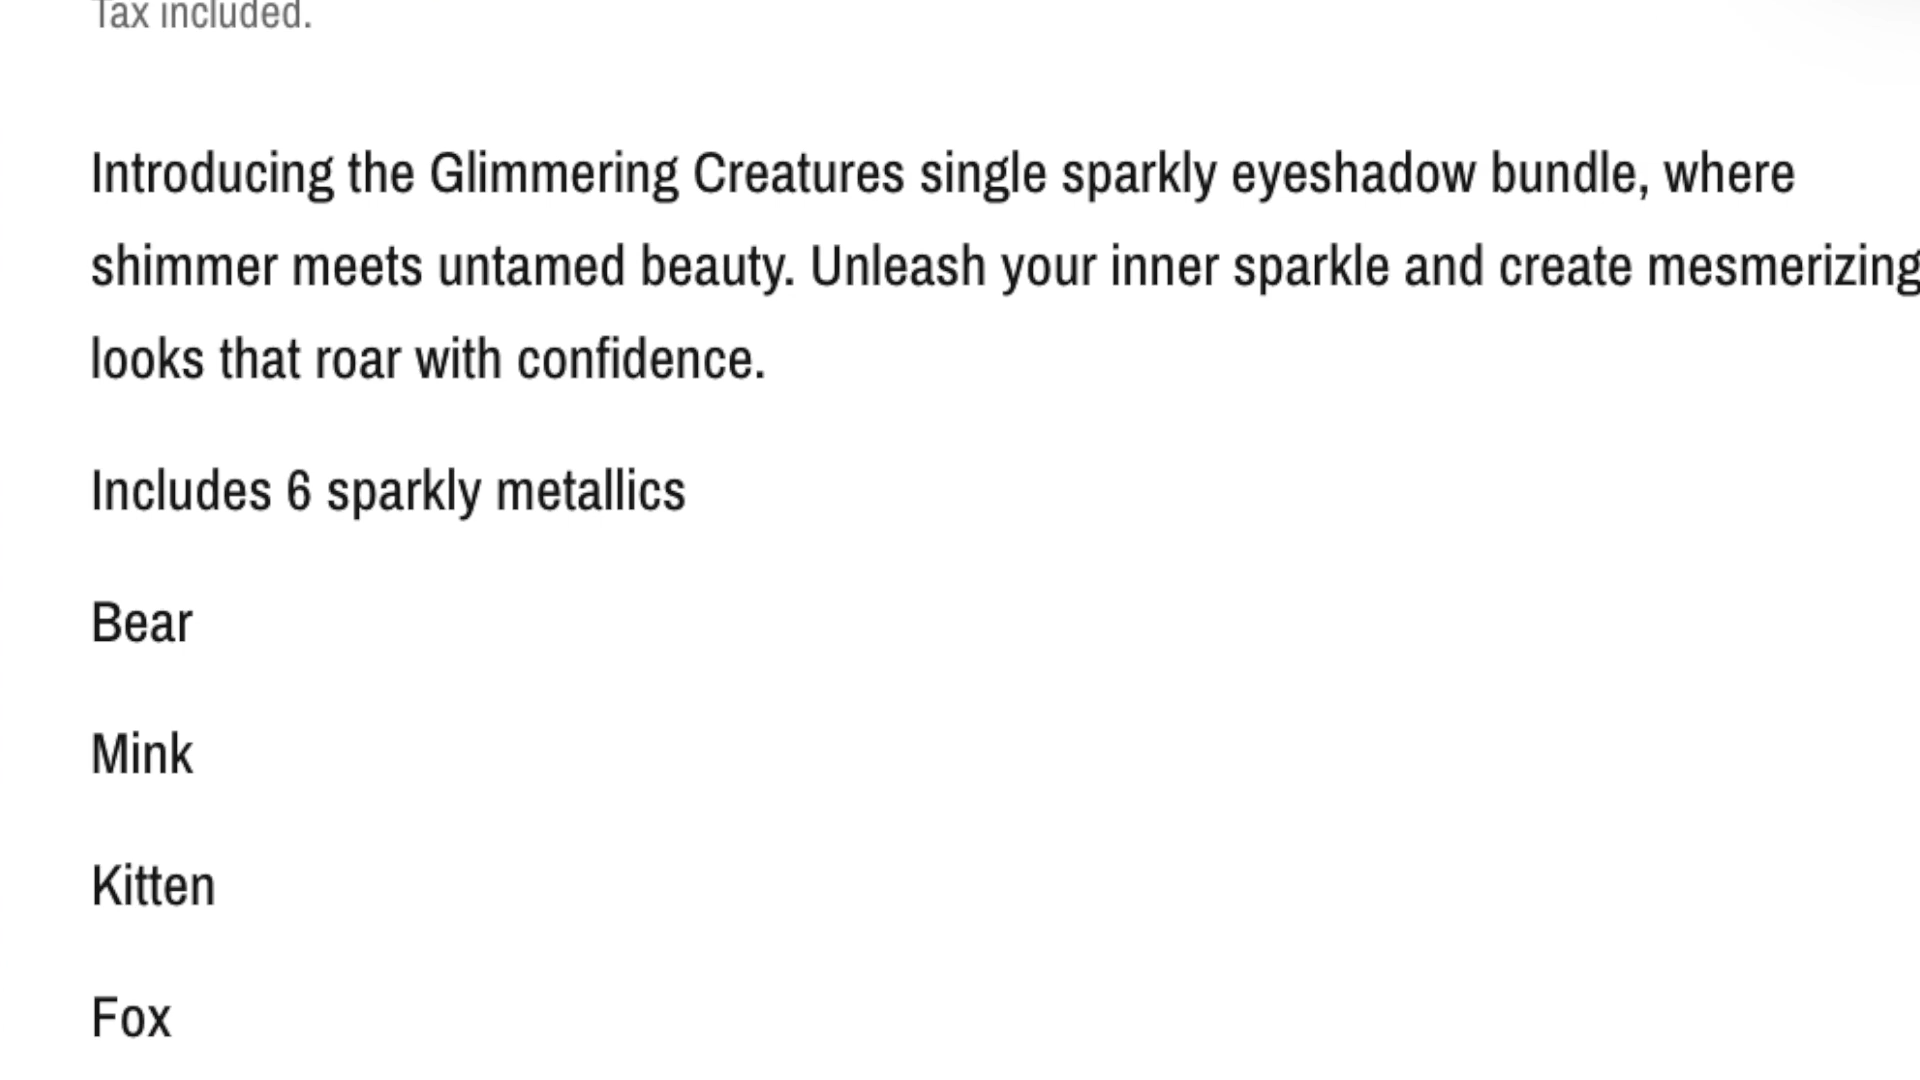 Tax included.
Introducing the Glimmering Creatures single sparkly eyeshadow bundle, where
shimmer meets untamed beauty. Unleash your inner sparkle and create mesmerizing
looks that roar with confidence.
Includes 6 sparkly metallics
Bear
Mink
Kitten
Fox